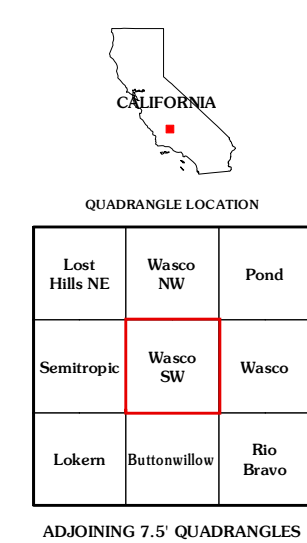 CALIFORNIA
QUADRANGLE LOCATION
Lost
Hills NE
Wasco
NW
Pond
Semitropic
Wasco
SW
Wasco
Lokern
Buttonwillow
Rio
Bravo
ADJOINING 7.5' QUADRANGLES